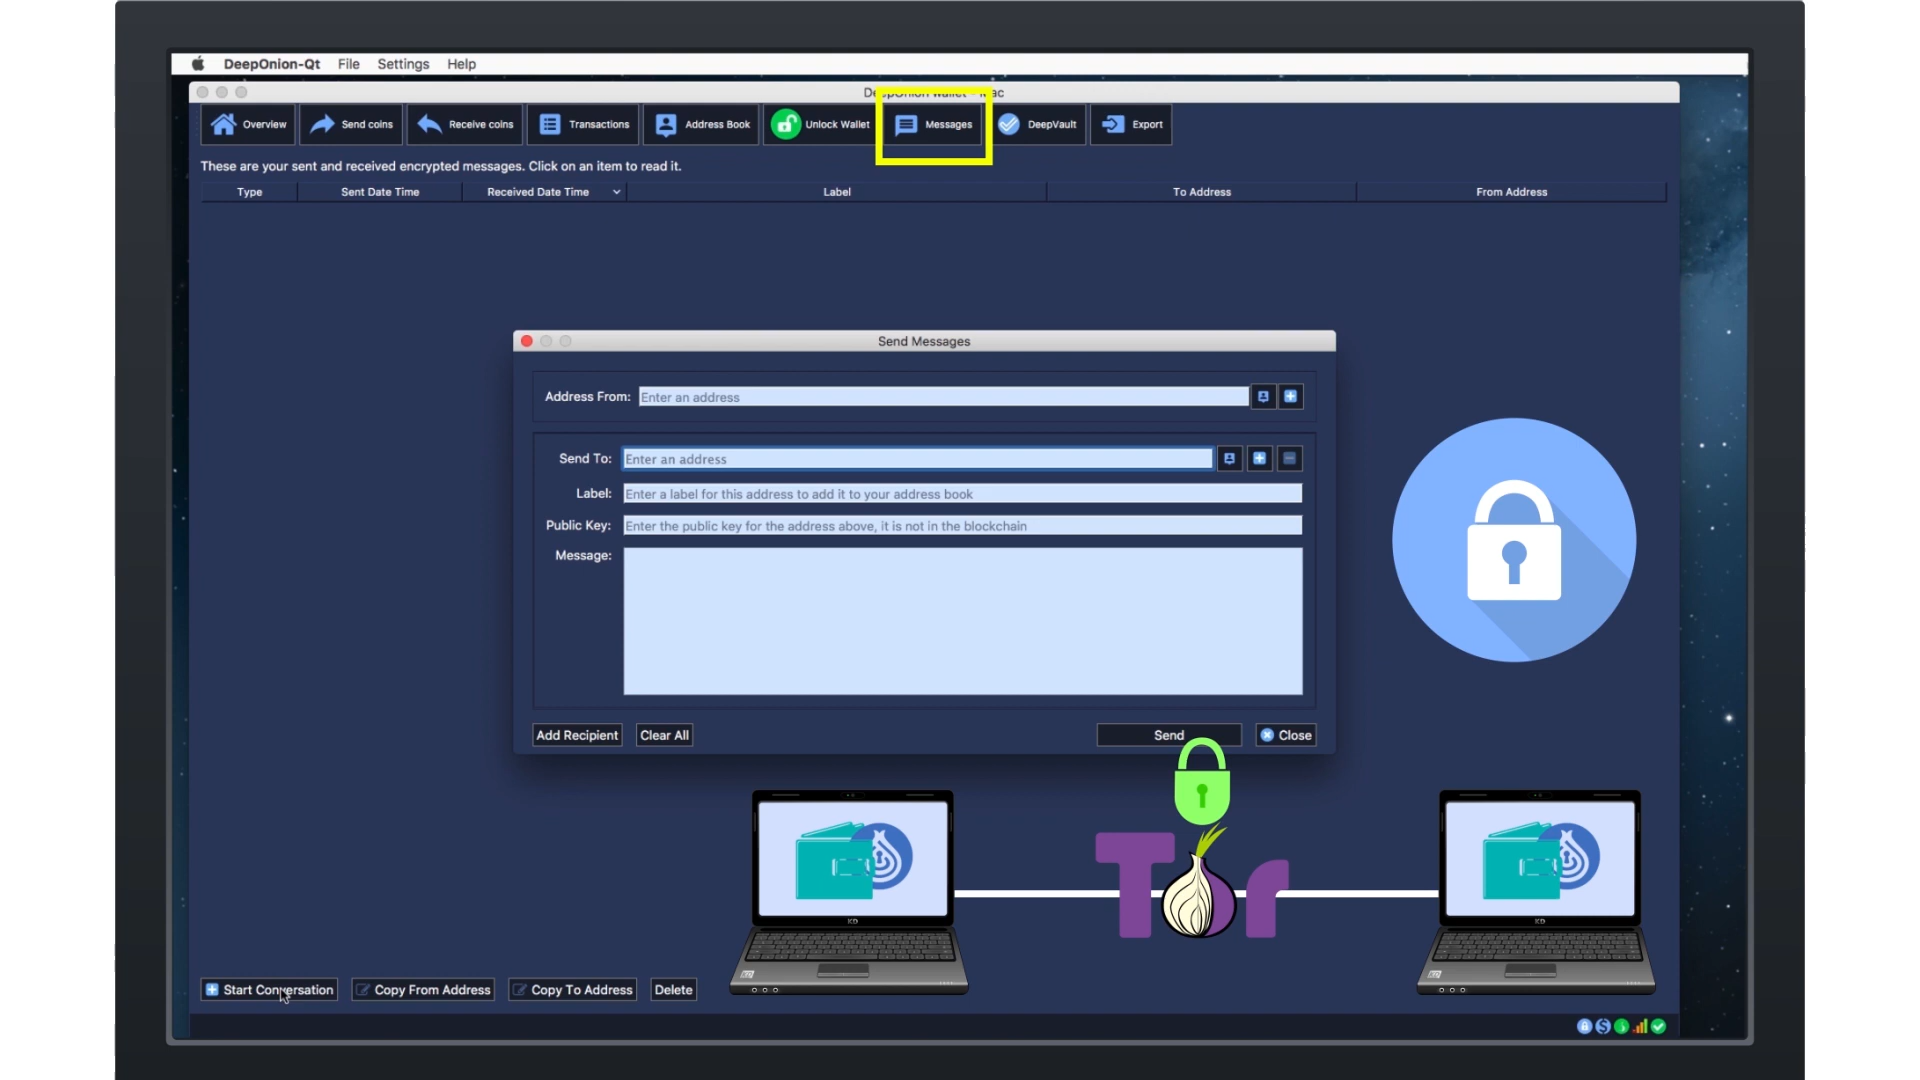 DeepOnion-Qt File Settings Help
DeepOnion Wallet - Mac
Overview Send coins Receive coins Transactions Address Book Unlock Wallet Messages DeepVault Export
These are your sent and received encrypted messages. Click on an item to read it.
Type Sent Date Time Received Date Time Label To Address From Address
Send Messages
Address From: Enter an address
Send To: Enter an address
Label: Enter a label for this address to add it to your address book
Public Key: Enter the public key for the address above, it is not in the blockchain
Message:
Add Recipient Clear All Send Close
Tor
Start Conversation Copy From Address Copy To Address Delete